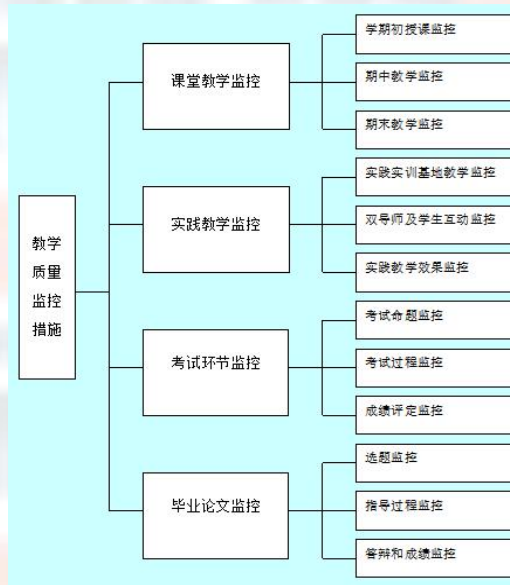 教学
质量
监控
措施
课堂教学监控
学期初授课监控
期中教学监控
期末教学监控
实践教学监控
实践实训基地教学监控
双导师及学生互动监控
实践教学效果监控
考试环节监控
考试命题监控
考试过程监控
成绩评定监控
毕业论文监控
选题监控
指导过程监控
答辩和成绩监控